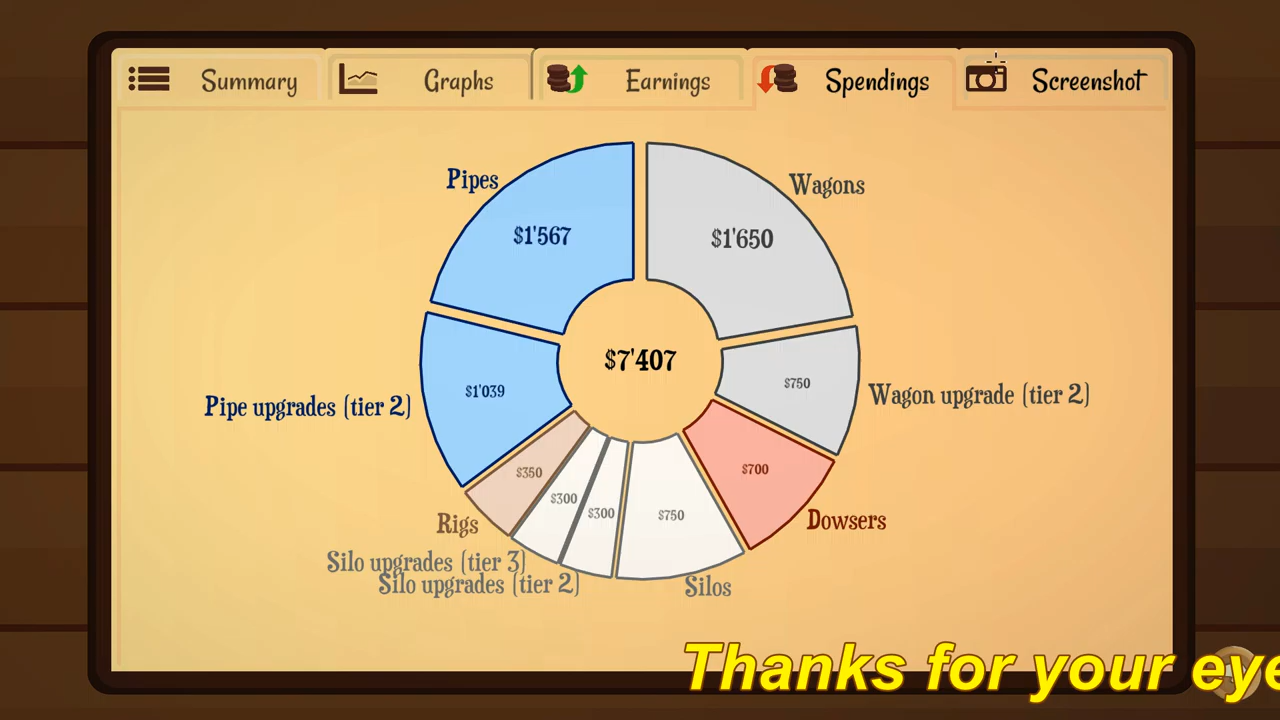 Summary
Graphs
Earnings
Spendings
Screenshot
Pipes
Wagons
$1'567
$1'650
$7'407
$1'039
$750
Pipe upgrades (tier 2)
Wagon upgrade (tier 2)
$350
$700
$300
$300
$750
Rigs
Dowsers
Silo upgrades (tier 3)
Silo upgrades (tier 2)
Silos
Thanks for your eye